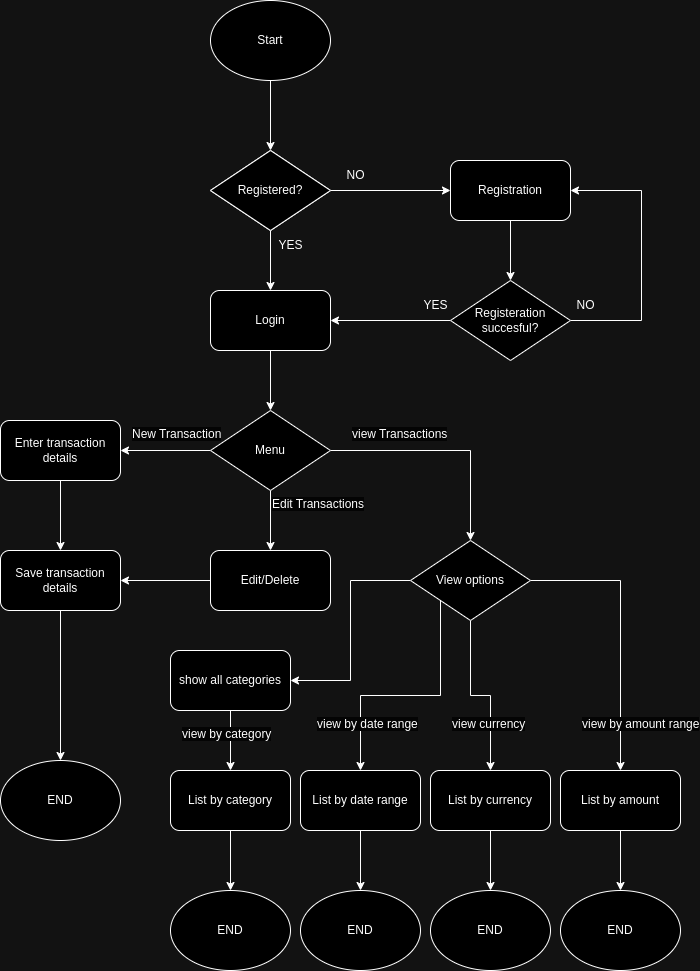 Start
Registered?
NO
Registration
YES
Login
YES
Registeration
succesful?
NO
Enter transaction
details
New Transaction
Menu
view Transactions
Edit Transactions
Save transaction
details
Edit/Delete
View options
show all categories
view by category
view by date range
view currency
view by amount range
END
List by category
List by date range
List by currency
List by amount
END
END
END
END